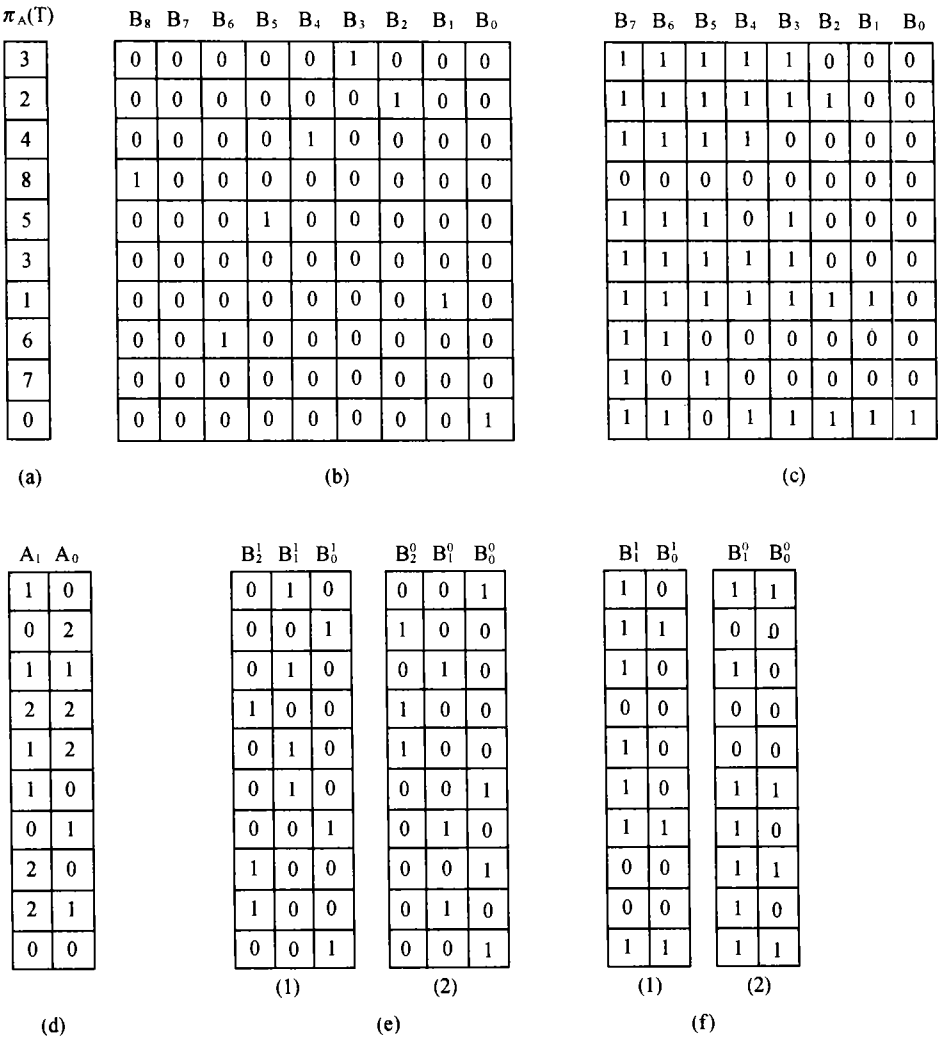 π_A(T) B₈ B₇ B₆ B₅ B₄ B₃ B₂ B₁ B₀ B₇ B₆ B₅ B₄ B₃ B₂ B₁ B₀
3 0 0 0 0 0 1 0 0 0 1 1 1 1 1 0 0 0
2 0 0 0 0 0 0 1 0 0 1 1 1 1 1 1 0 0
4 0 0 0 0 1 0 0 0 0 1 1 1 1 0 0 0 0
8 1 0 0 0 0 0 0 0 0 0 0 0 0 0 0 0 0
5 0 0 0 1 0 0 0 0 0 1 1 1 0 1 0 0 0
3 0 0 0 0 0 0 0 0 0 1 1 1 1 1 0 0 0
1 0 0 0 0 0 0 0 1 0 1 1 1 1 1 1 1 0
6 0 0 1 0 0 0 0 0 0 1 1 0 0 0 0 0 0
7 0 0 0 0 0 0 0 0 0 1 0 1 0 0 0 0 0
0 0 0 0 0 0 0 0 0 1 1 1 0 1 1 1 1 1
(a) (b) (c)
A₁ A₀ B₂¹ B₁¹ B₀¹ B₂⁰ B₁⁰ B₀⁰ B₁¹ B₀¹ B₁⁰ B₀⁰
1 0 0 1 0 0 0 1 1 0 1 1
0 2 0 0 1 1 0 0 1 1 0 0
1 1 0 1 0 0 1 0 1 0 1 0
2 2 1 0 0 1 0 0 0 0 0 0
1 2 0 1 0 1 0 0 1 0 0 0
1 0 0 1 0 0 0 1 1 0 1 1
0 1 0 0 1 0 1 0 1 1 1 0
2 0 1 0 0 0 0 1 0 0 1 1
2 1 1 0 0 0 1 0 0 0 1 0
0 0 0 0 1 0 0 1 1 1 1 1
(1) (2) (1) (2)
(d) (e) (f)